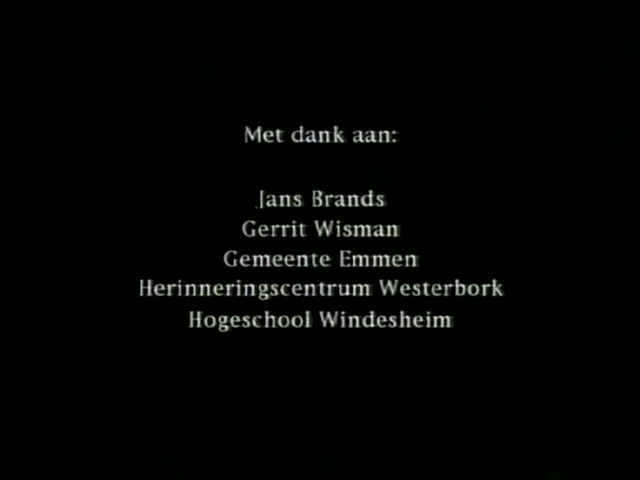 Met dank aan:
Jans Brands
Gerrit Wisman
Gemeente Emmen
Herinneringscentrum Westerbork
Hogeschool Windesheim